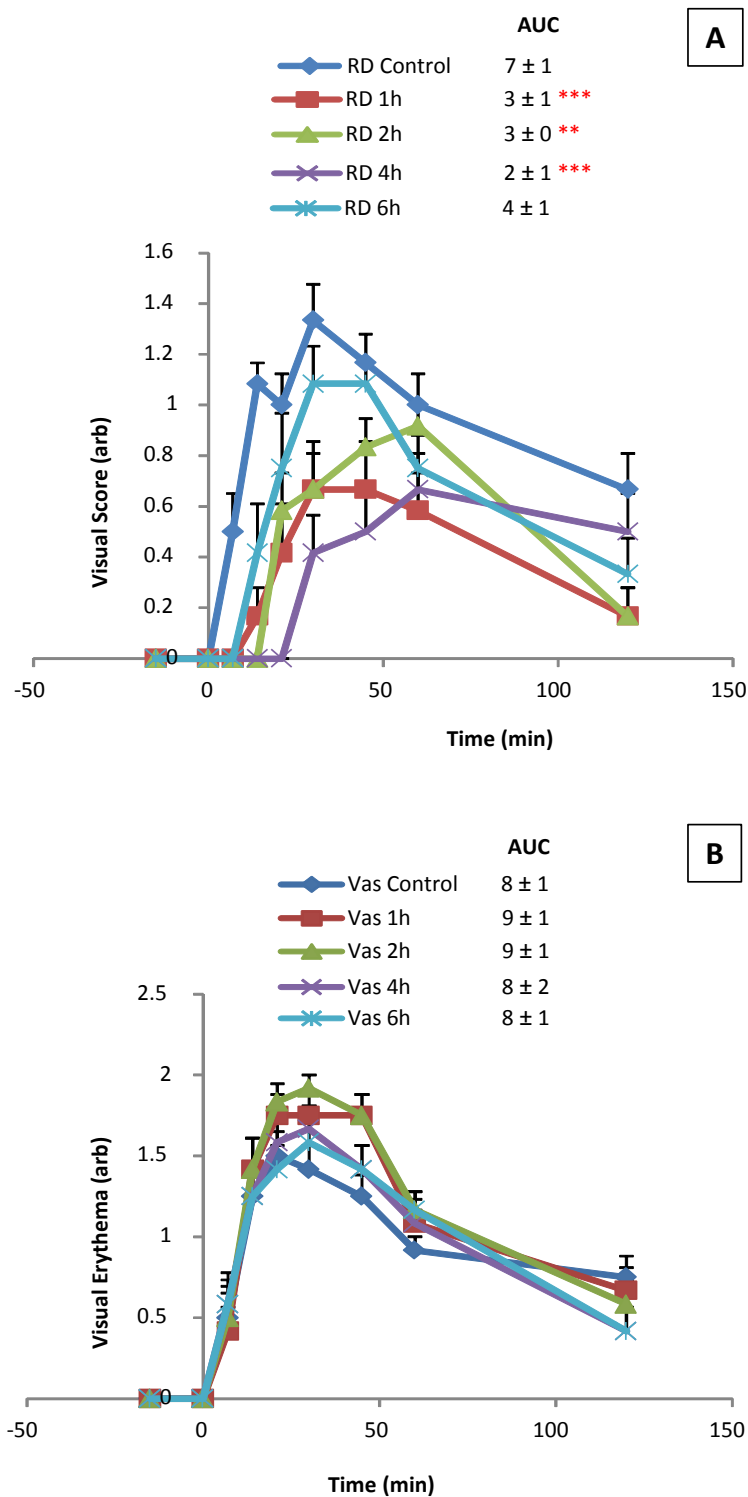 AUC
A
RD Control 7 ± 1
RD 1h 3 ± 1 ***
RD 2h 3 ± 0 **
RD 4h 2 ± 1 ***
RD 6h 4 ± 1
1.6
1.4
1.2
1
0.8
0.6
0.4
0.2
0
Visual Score (arb)
-50 0 50 100 150
Time (min)
AUC
B
Vas Control 8 ± 1
Vas 1h 9 ± 1
Vas 2h 9 ± 1
Vas 4h 8 ± 2
Vas 6h 8 ± 1
2.5
2
1.5
1
0.5
0
Visual Erythema (arb)
-50 0 50 100 150
Time (min)